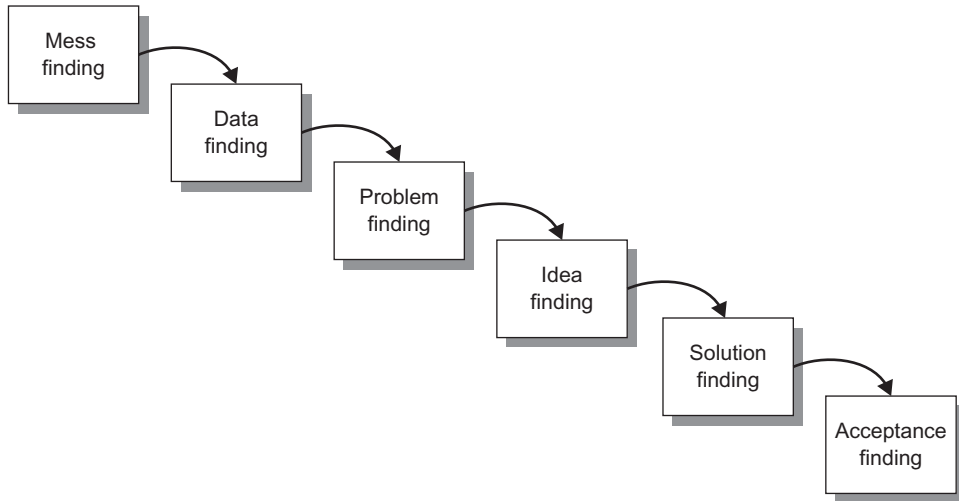 Mess
finding
Data
finding
Problem
finding
Idea
finding
Solution
finding
Acceptance
finding